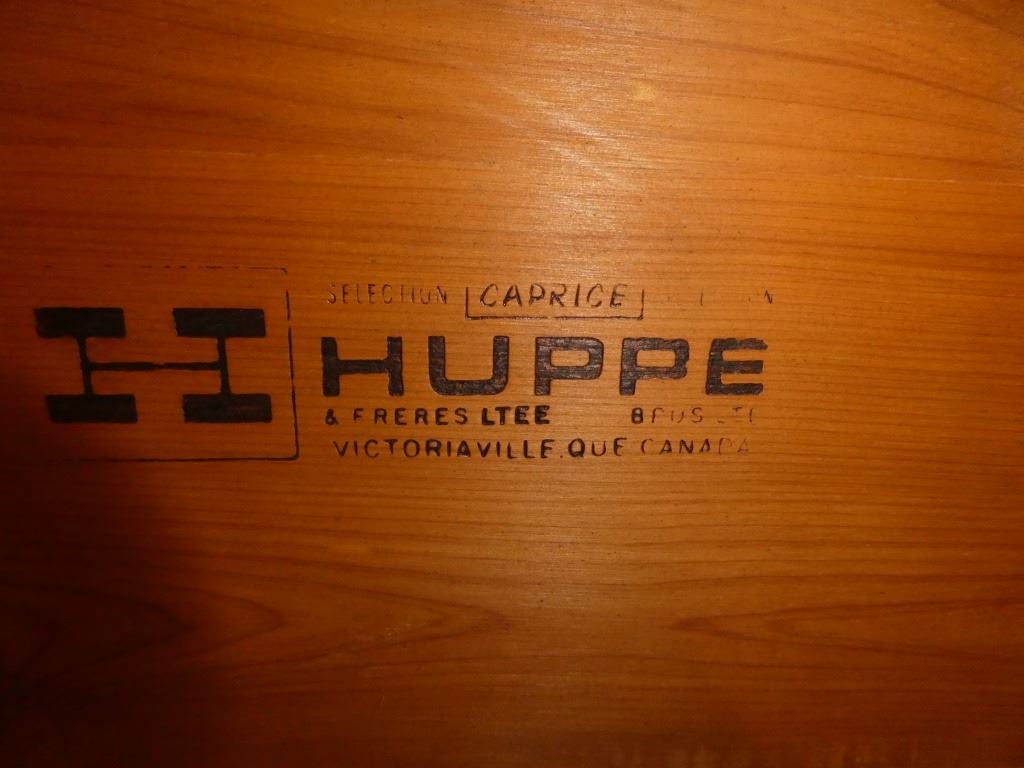 SELECTION CAPRICE
H HUPPE
& FRERES LTEE
VICTORIAVILLE. QUE CANADA